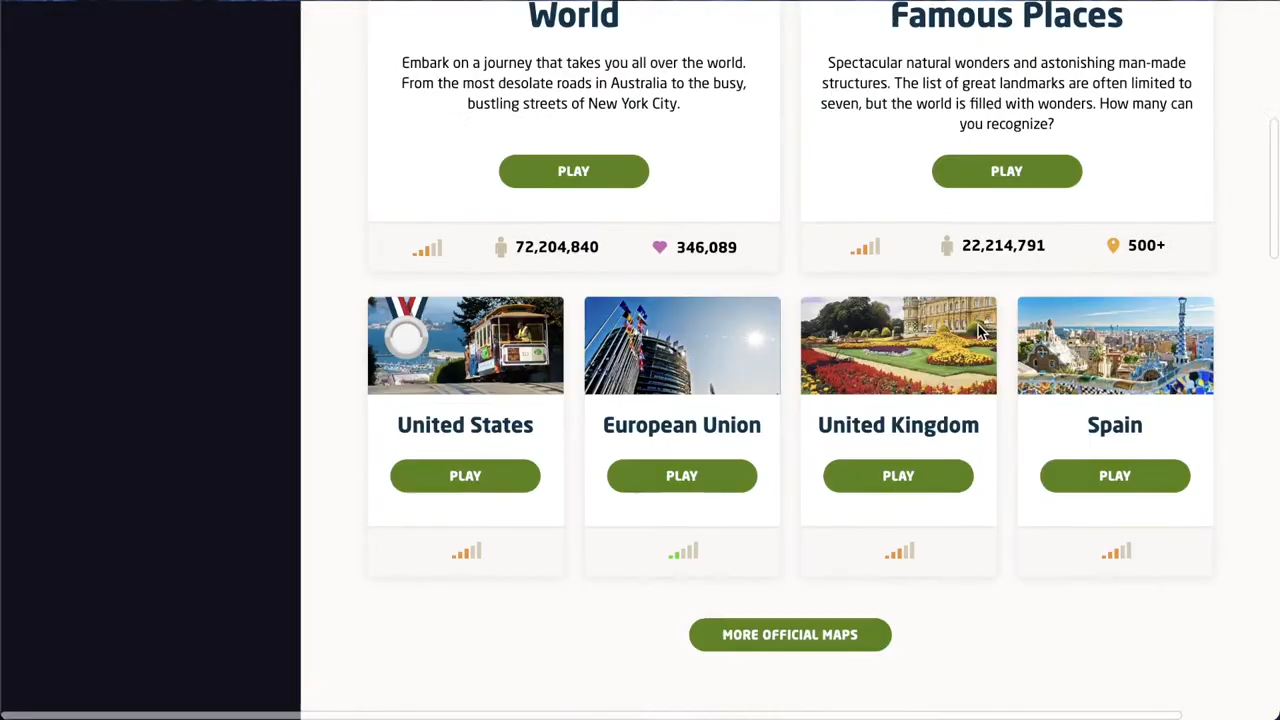 World
Embark on a journey that takes you all over the world.
From the most desolate roads in Australia to the busy,
bustling streets of New York City.
PLAY
72,204,840
346,089
Famous Places
Spectacular natural wonders and astonishing man-made
structures. The list of great landmarks are often limited to
seven, but the world is filled with wonders. How many can
you recognize?
PLAY
22,214,791
500+
United States
PLAY
European Union
PLAY
United Kingdom
PLAY
Spain
PLAY
MORE OFFICIAL MAPS